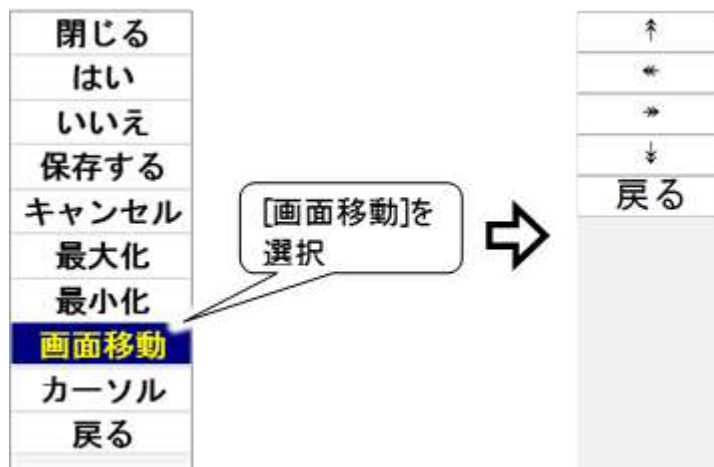 閉じる
はい
いいえ
保存する
キャンセル
最大化
最小化
画面移動
カーソル
戻る
[画面移動]を
選択
↟
↞
↠
↡
戻る